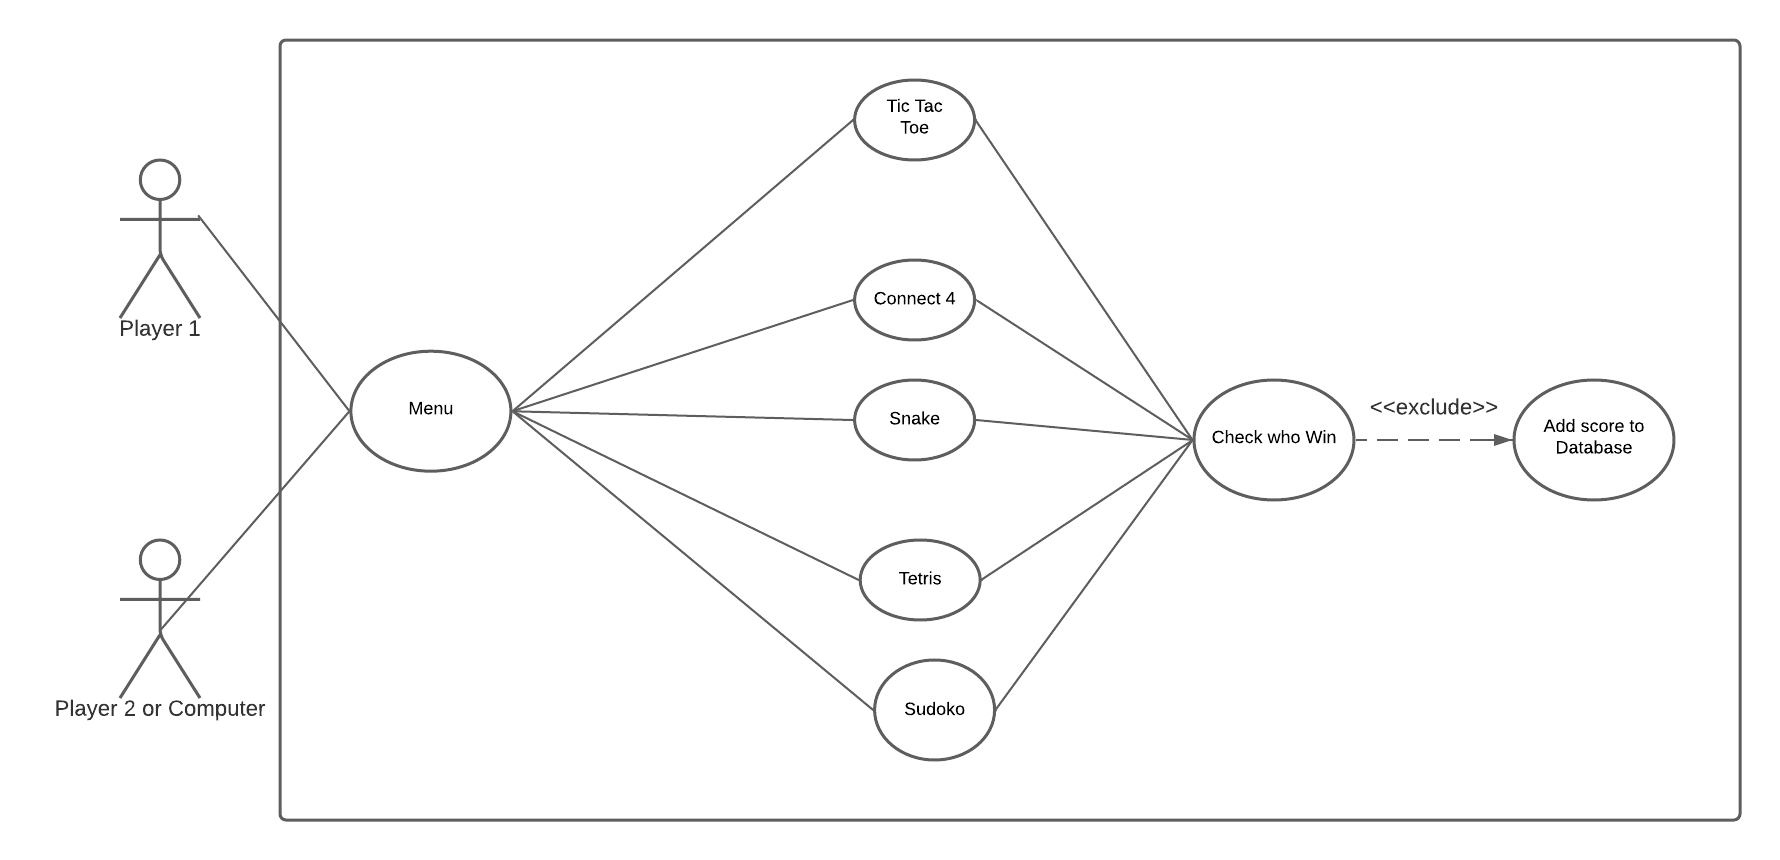 Tic Tac
Toe
Player 1
Connect 4
Menu
Snake
Check who Win
<<exclude>>
Add score to
Database
Tetris
Player 2 or Computer
Sudoko